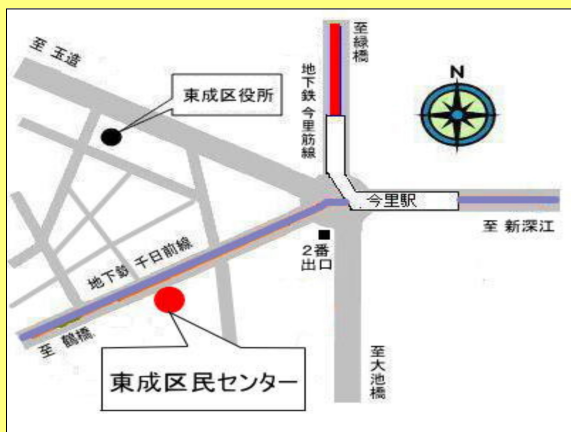 至 玉造
東成区役所
地下鉄 今里筋線
至緑橋
N
今里駅
至 新深江
2番
出口
地下鉄 千日前線
至 鶴橋
東成区民センター
至大池橋